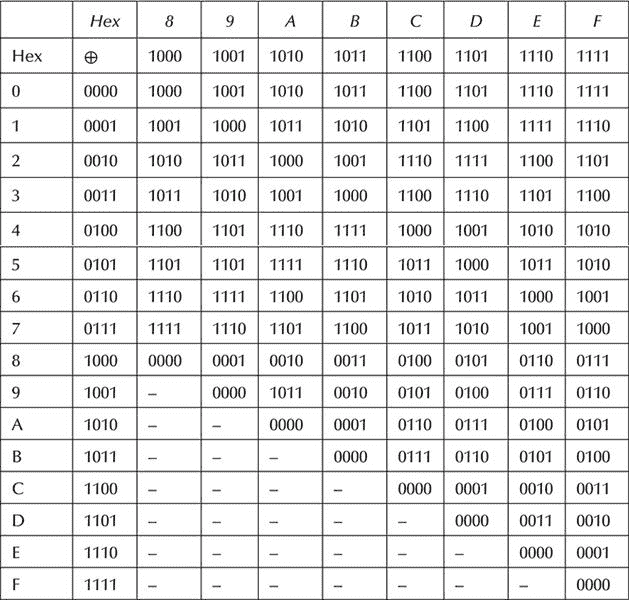 Hex 8 9 A B C D E F
Hex ⊕ 1000 1001 1010 1011 1100 1101 1110 1111
0 0000 1000 1001 1010 1011 1100 1101 1110 1111
1 0001 1001 1000 1011 1010 1101 1100 1111 1110
2 0010 1010 1011 1000 1001 1110 1111 1100 1101
3 0011 1011 1010 1001 1000 1100 1110 1101 1100
4 0100 1100 1101 1110 1111 1000 1001 1010 1010
5 0101 1101 1101 1111 1110 1011 1000 1011 1010
6 0110 1110 1111 1100 1101 1010 1011 1000 1001
7 0111 1111 1110 1101 1100 1011 1010 1001 1000
8 1000 0000 0001 0010 0011 0100 0101 0110 0111
9 1001 – 0000 1011 0010 0101 0100 0111 0110
A 1010 – – 0000 0001 0110 0111 0100 0101
B 1011 – – – 0000 0111 0110 0101 0100
C 1100 – – – – 0000 0001 0010 0011
D 1101 – – – – – 0000 0011 0010
E 1110 – – – – – – 0000 0001
F 1111 – – – – – – – 0000